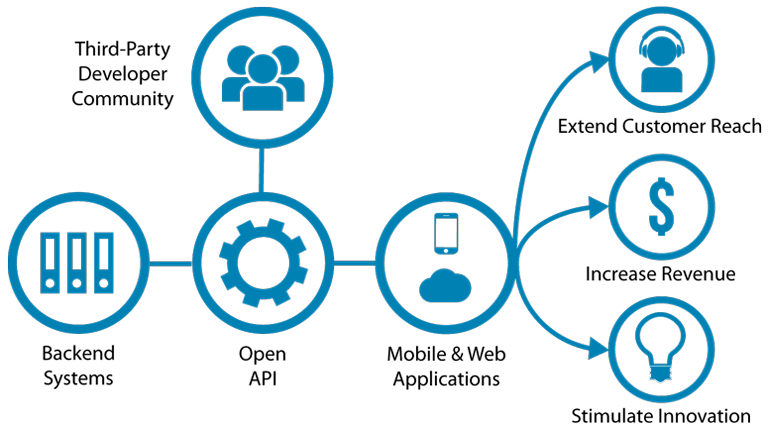 Third-Party
Developer
Community
Extend Customer Reach
$
Increase Revenue
Backend
Systems
Open
API
Mobile & Web
Applications
Stimulate Innovation